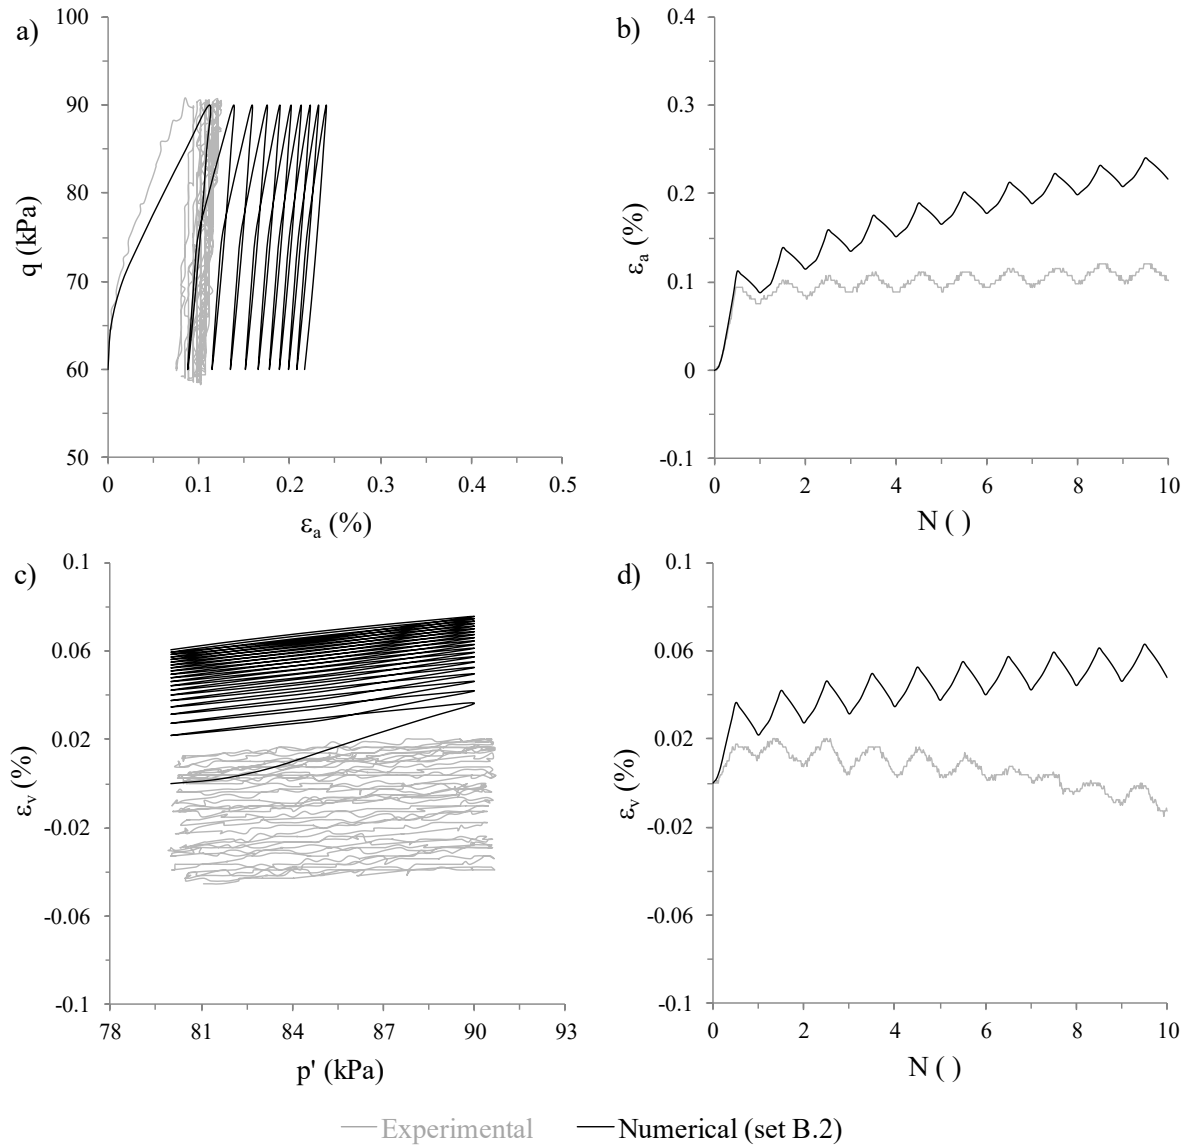 a)
100
90
80
70
60
50
q (kPa)
0 0.1 0.2 0.3 0.4 0.5
εa (%)
b)
0.4
0.3
0.2
0.1
0
-0.1
εa (%)
0 2 4 6 8 10
N ( )
c)
0.1
0.06
0.02
-0.02
-0.06
-0.1
εv (%)
78 81 84 87 90 93
p' (kPa)
d)
0.1
0.06
0.02
-0.02
-0.06
-0.1
εv (%)
0 2 4 6 8 10
N ( )
Experimental Numerical (set B.2)